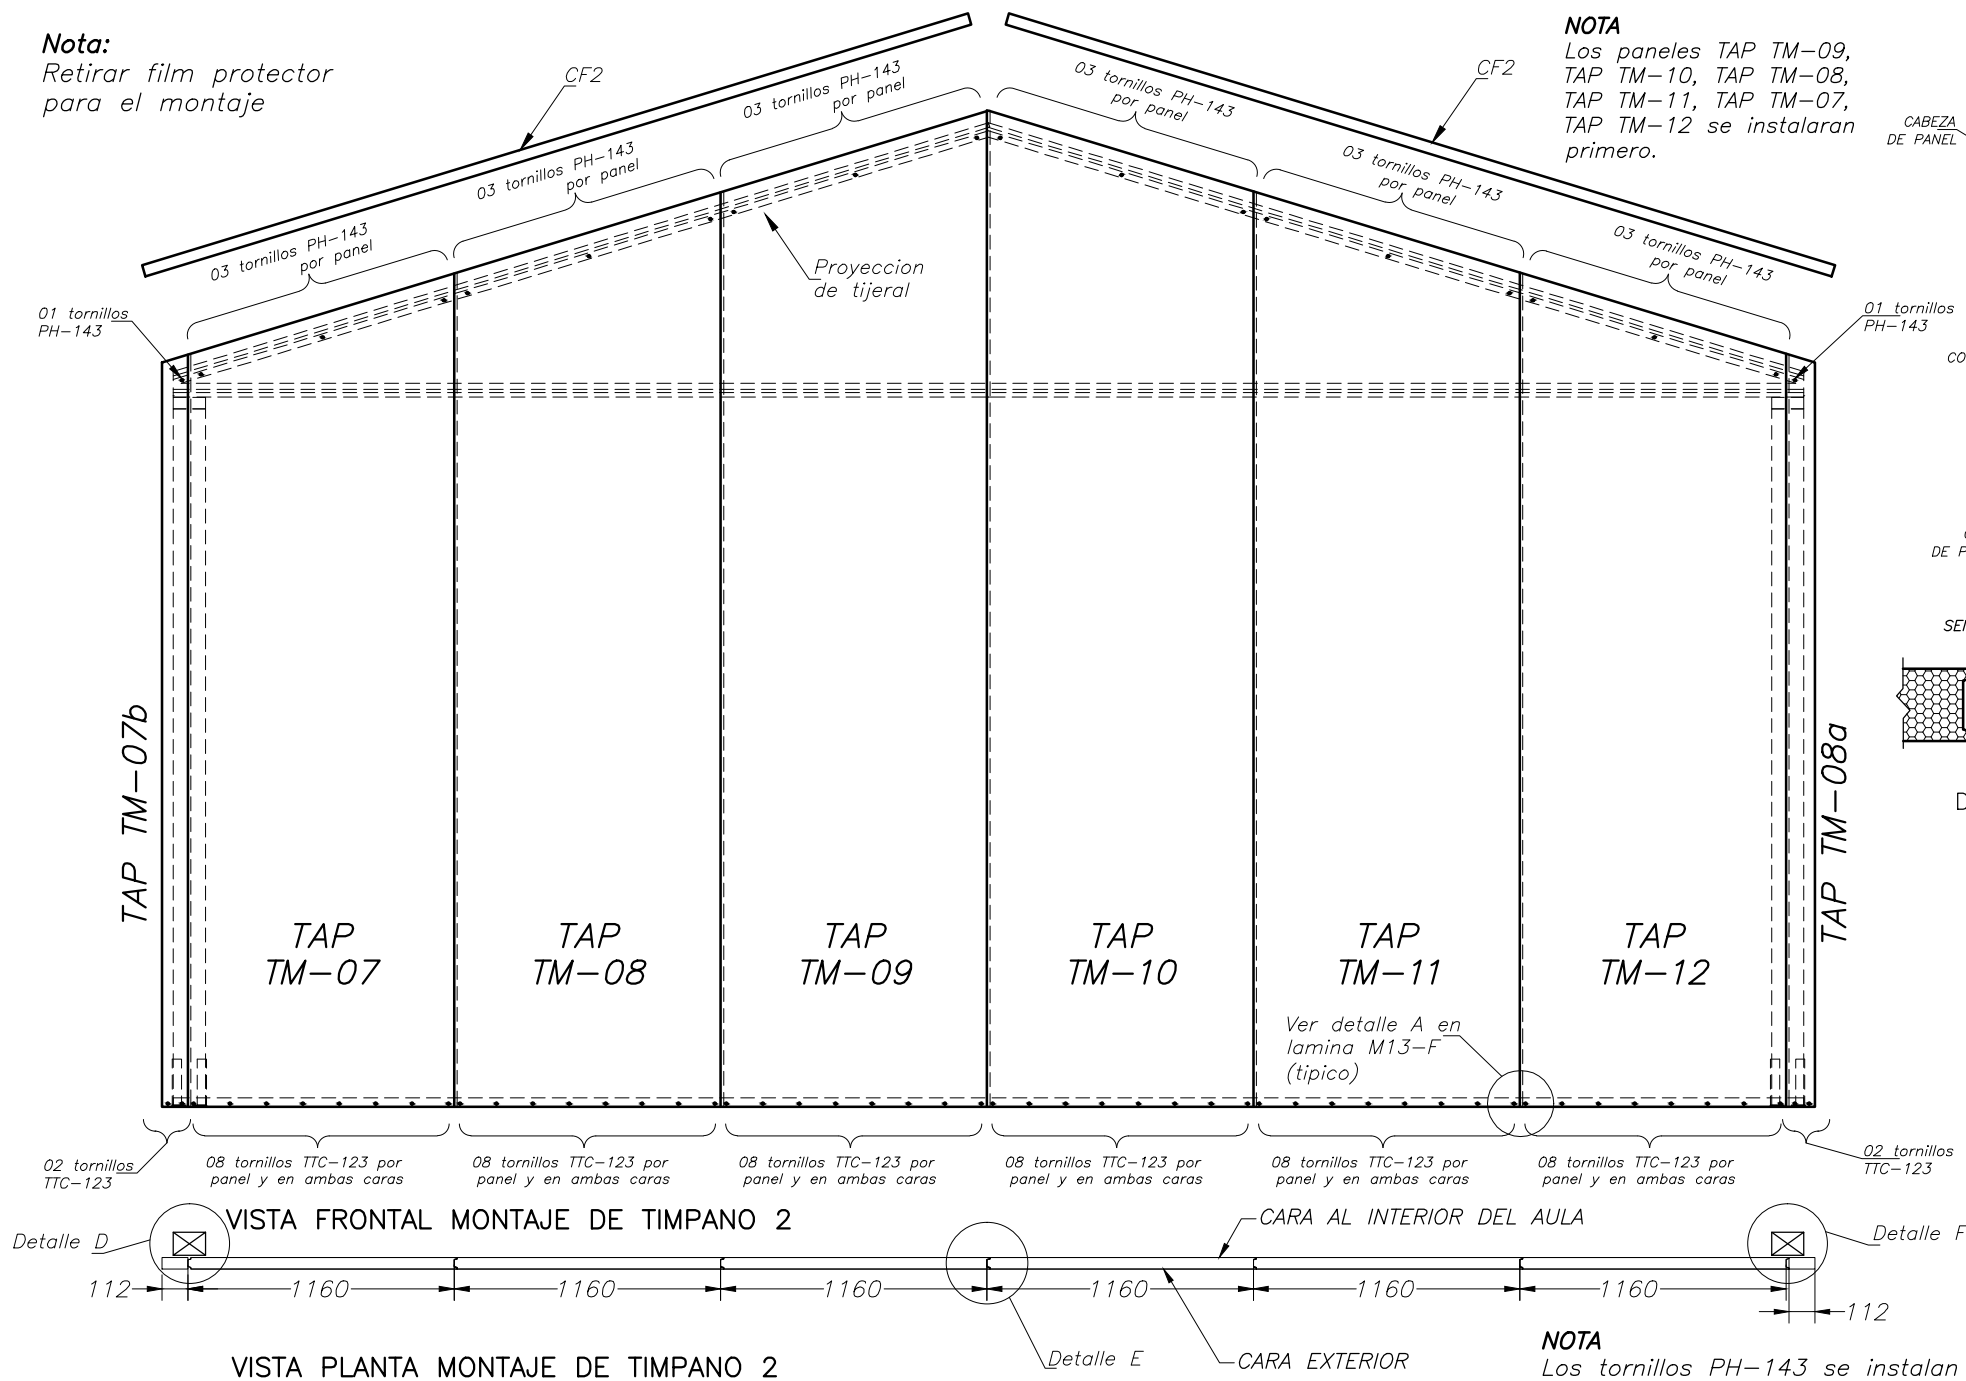 Nota:
Retirar film protector
para el montaje
CF2
03 tornillos PH-143
por panel
03 tornillos PH-143
por panel
03 tornillos PH-143
por panel
03 tornillos PH-143
por panel
03 tornillos PH-143
por panel
03 tornillos PH-143
por panel
CF2
NOTA
Los paneles TAP TM-09,
TAP TM-10, TAP TM-08,
TAP TM-11, TAP TM-07,
TAP TM-12 se instalaran
primero.
CABEZA
DE PANEL
Proyeccion
de tijeral
01 tornillos
PH-143
01 tornillos
PH-143
CO
DE P
SE
D
TAP TM-07b
TAP TM-08a
TAP
TM-07
TAP
TM-08
TAP
TM-09
TAP
TM-10
TAP
TM-11
TAP
TM-12
Ver detalle A en
lamina M13-F
(tipico)
02 tornillos
TTC-123
08 tornillos TTC-123 por
panel y en ambas caras
08 tornillos TTC-123 por
panel y en ambas caras
08 tornillos TTC-123 por
panel y en ambas caras
08 tornillos TTC-123 por
panel y en ambas caras
08 tornillos TTC-123 por
panel y en ambas caras
08 tornillos TTC-123 por
panel y en ambas caras
02 tornillos
TTC-123
VISTA FRONTAL MONTAJE DE TIMPANO 2
CARA AL INTERIOR DEL AULA
Detalle D
Detalle F
112
1160
1160
1160
1160
1160
1160
112
Detalle E
CARA EXTERIOR
VISTA PLANTA MONTAJE DE TIMPANO 2
NOTA
Los tornillos PH-143 se instalan